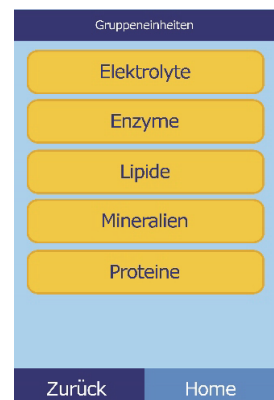 Gruppeneinheiten
Elektrolyte
Enzyme
Lipide
Mineralien
Proteine
Zurück Home